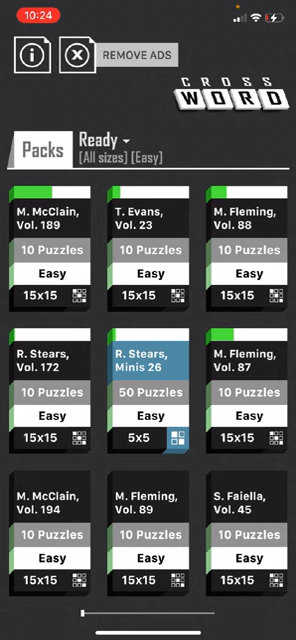 10:24
REMOVE ADS
CROSS
WORD
Packs
Ready
[All sizes] [Easy]
M. McClain,
Vol. 189
10 Puzzles
Easy
15x15
T. Evans,
Vol. 23
10 Puzzles
Easy
15x15
M. Fleming,
Vol. 88
10 Puzzles
Easy
15x15
R. Stears,
Vol. 172
10 Puzzles
Easy
15x15
R. Stears,
Minis 26
50 Puzzles
Easy
5x5
M. Fleming,
Vol. 87
10 Puzzles
Easy
15x15
M. McClain,
Vol. 194
10 Puzzles
Easy
15x15
M. Fleming,
Vol. 89
10 Puzzles
Easy
15x15
S. Faiella,
Vol. 45
10 Puzzles
Easy
15x15